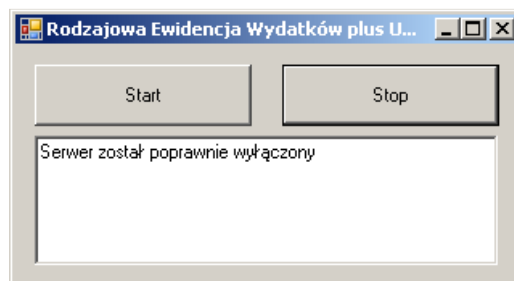 Rodzajowa Ewidencja Wydatków plus U...
Start Stop
Serwer został poprawnie wyłączony